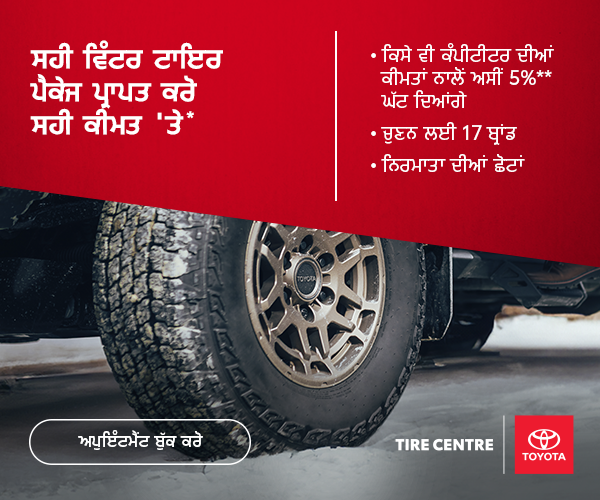 ਸਹੀ ਵਿੰਟਰ ਟਾਇਰ
ਪੈਕੇਜ ਪ੍ਰਾਪਤ ਕਰੋ
ਸਹੀ ਕੀਮਤ 'ਤੇ*
• ਕਿਸੇ ਵੀ ਕੰਪੀਟੀਟਰ ਦੀਆਂ
ਕੀਮਤਾਂ ਨਾਲੋਂ ਅਸੀਂ 5%**
ਘੱਟ ਦਿਆਂਗੇ
• ਚੁਣਨ ਲਈ 17 ਬ੍ਰਾਂਡ
• ਨਿਰਮਾਤਾ ਦੀਆਂ ਛੋਟਾਂ
TOYOTA
ਅਪੁਇੰਟਮੈਂਟ ਬੁੱਕ ਕਰੋ
TIRE CENTRE
TOYOTA